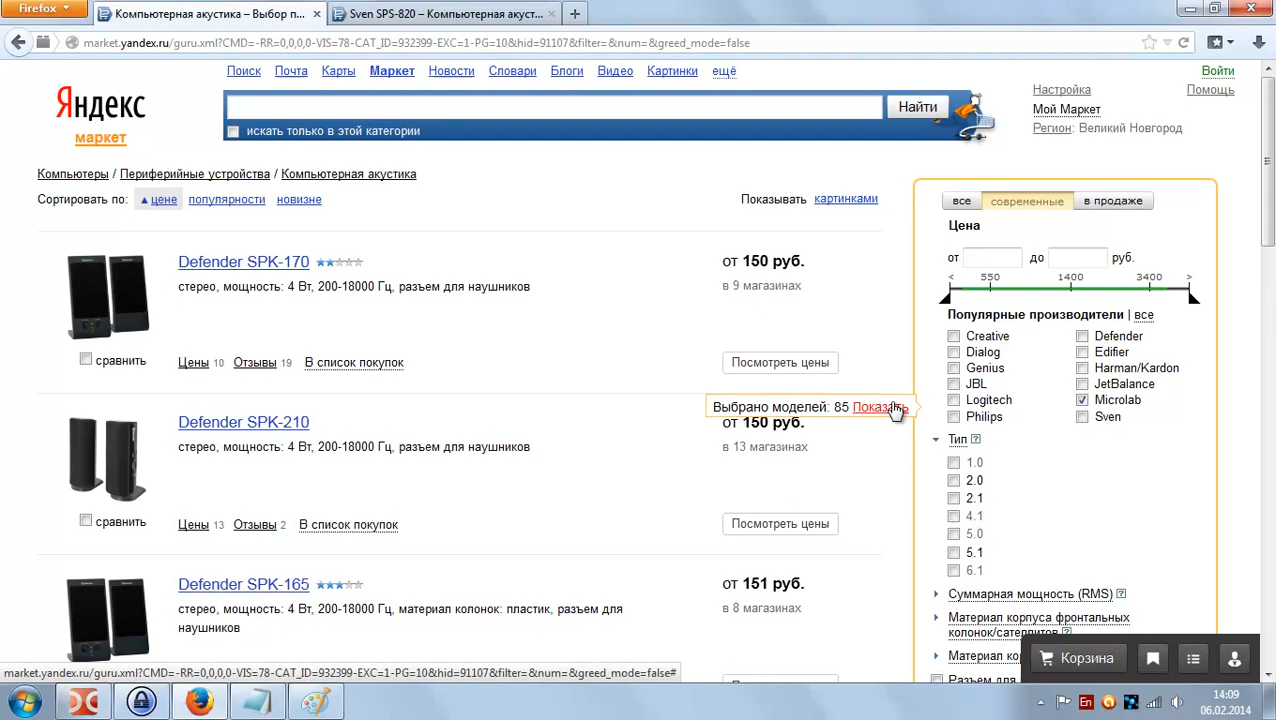 Firefox
Компьютерная акустика – Выбор п... ×
Sven SPS-820 – Компьютерная акуст... ×
market.yandex.ru/guru.xml?CMD=-RR=0,0,0,0-VIS=78-CAT_ID=932399-EXC=1-PG=10&hid=91107&filter=&num=&greed_mode=false
Поиск Почта Карты Маркет Новости Словари Блоги Видео Картинки ещё
Войти
Яндекс
маркет
Найти
искать только в этой категории
Настройка Помощь
Мой Маркет
Регион: Великий Новгород
Компьютеры / Периферийные устройства / Компьютерная акустика
Сортировать по: ▲ цене популярности новизне
Показывать картинками
Defender SPK-170
стерео, мощность: 4 Вт, 200-18000 Гц, разъем для наушников
от 150 руб.
в 9 магазинах
сравнить Цены 10 Отзывы 19 В список покупок
Посмотреть цены
Выбрано моделей: 85 Показать
Defender SPK-210
стерео, мощность: 4 Вт, 200-18000 Гц, разъем для наушников
от 150 руб.
в 13 магазинах
сравнить Цены 13 Отзывы 2 В список покупок
Посмотреть цены
Defender SPK-165
стерео, мощность: 4 Вт, 200-18000 Гц, материал колонок: пластик, разъем для
наушников
от 151 руб.
в 8 магазинах
все современные в продаже
Цена
от до руб.
< 550 1400 3400 >
Популярные производители | все
Creative Defender
Dialog Edifier
Genius Harman/Kardon
JBL JetBalance
Logitech Microlab
Philips Sven
Тип ?
1.0
2.0
2.1
4.1
5.0
5.1
6.1
Суммарная мощность (RMS) ?
Материал корпуса фронтальных
колонок/сателлитов ?
Материал ко
Разъем для
Корзина
market.yandex.ru/guru.xml?CMD=-RR=0,0,0,0-VIS=78-CAT_ID=932399-EXC=1-PG=10&hid=91107&filter=&num=&greed_mode=false#
En
14:09
06.02.2014